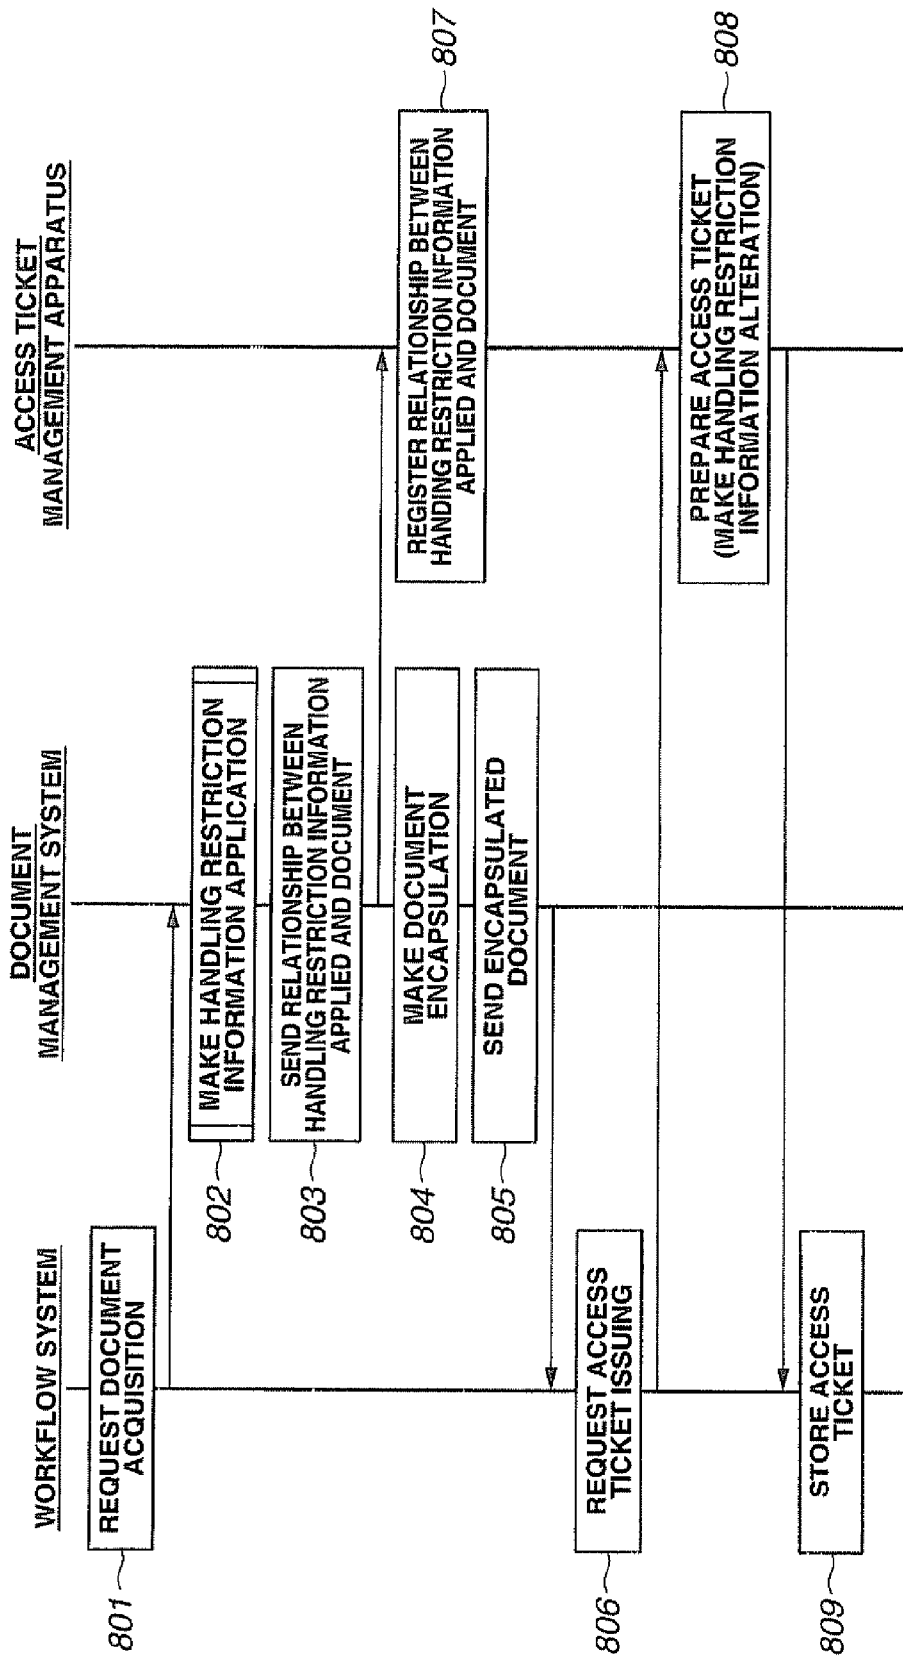 WORKFLOW SYSTEM
DOCUMENT
MANAGEMENT SYSTEM
ACCESS TICKET
MANAGEMENT APPARATUS
801
REQUEST DOCUMENT
ACQUISITION
802
MAKE HANDLING RESTRICTION
INFORMATION APPLICATION
803
SEND RELATIONSHIP BETWEEN
HANDLING RESTRICTION INFORMATION
APPLIED AND DOCUMENT
REGISTER RELATIONSHIP BETWEEN
HANDING RESTRICTION INFORMATION
APPLIED AND DOCUMENT
807
804
MAKE DOCUMENT
ENCAPSULATION
805
SEND ENCAPSULATED
DOCUMENT
806
REQUEST ACCESS
TICKET ISSUING
PREPARE ACCESS TICKET
(MAKE HANDLING RESTRICTION
INFORMATION ALTERATION)
808
809
STORE ACCESS
TICKET